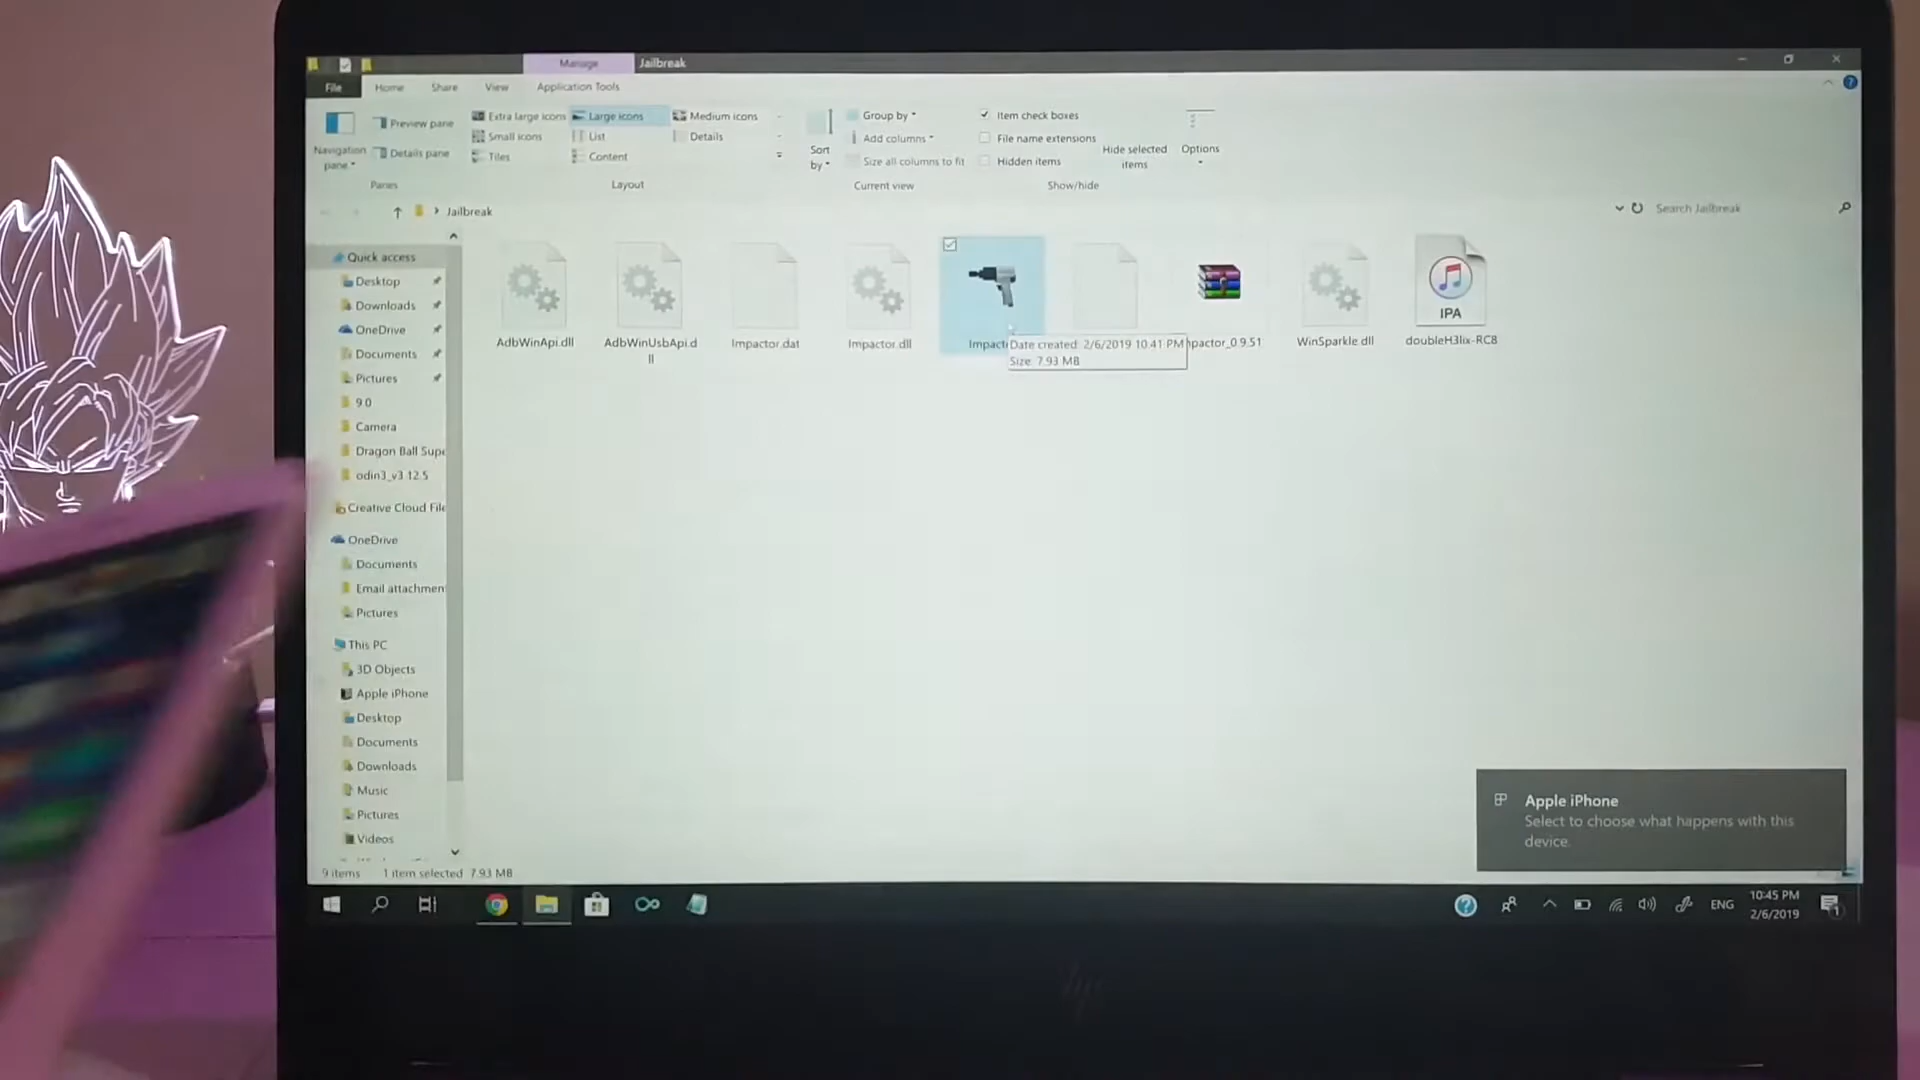 Manage
Jailbreak
File
Home
Share
View
Application Tools
Navigation
pane
Preview pane
Details pane
Panes
Extra large icons
Large icons
Medium icons
Small icons
List
Details
Tiles
Content
Layout
Sort
by
Group by
Add columns
Size all columns to fit
Current view
Item check boxes
File name extensions
Hidden items
Hide selected
items
Show/hide
Options
Jailbreak
Search Jailbreak
Quick access
Desktop
Downloads
OneDrive
Documents
Pictures
9.0
Camera
Dragon Ball Supe
odin3_v3 12.5
Creative Cloud File
OneDrive
Documents
Email attachmen
Pictures
This PC
3D Objects
Apple iPhone
Desktop
Documents
Downloads
Music
Pictures
Videos
AdbWinApi.dll
AdbWinUsbApi.d
ll
Impactor.dat
Impactor.dll
Impact
Date created: 2/6/2019 10:41 PM
Size: 7.93 MB
pactor_0.9.51
WinSparkle.dll
IPA
doubleH3lix-RC8
Apple iPhone
Select to choose what happens with this
device.
9 items
1 item selected 7.93 MB
ENG
10:45 PM
2/6/2019
1
hp